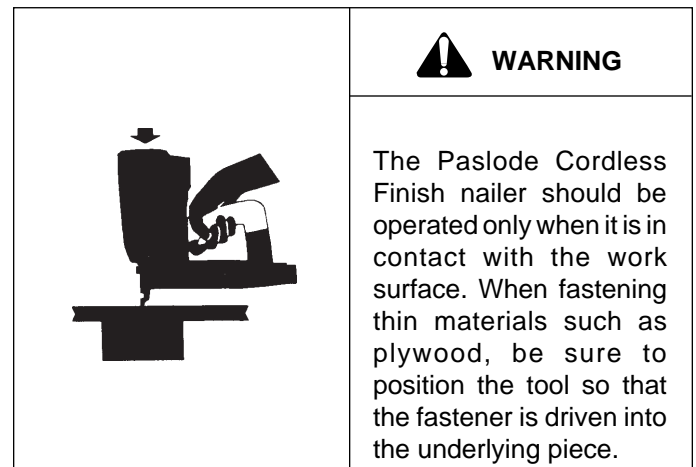 WARNING
The Paslode Cordless
Finish nailer should be
operated only when it is in
contact with the work
surface. When fastening
thin materials such as
plywood, be sure to
position the tool so that
the fastener is driven into
the underlying piece.